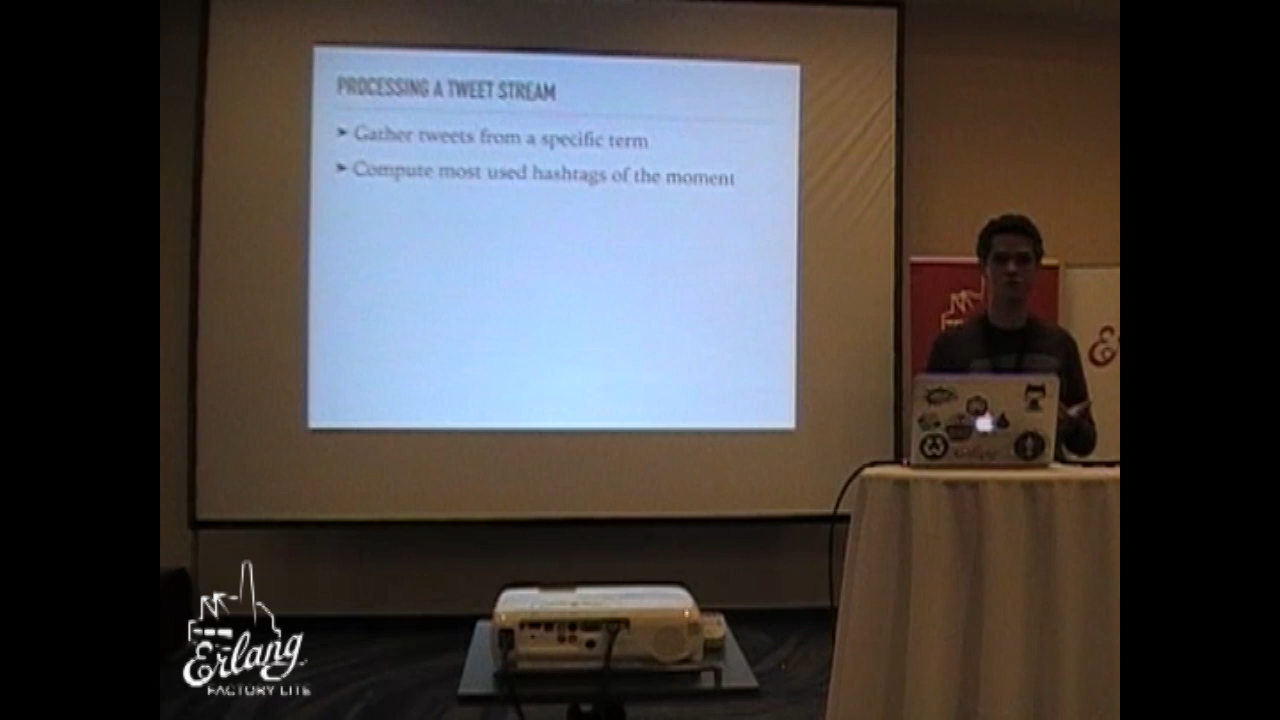 PROCESSING A TWEET STREAM
➤ Gather tweets from a specific term
➤ Compute most used hashtags of the moment
Erlang
FACTORY LITE